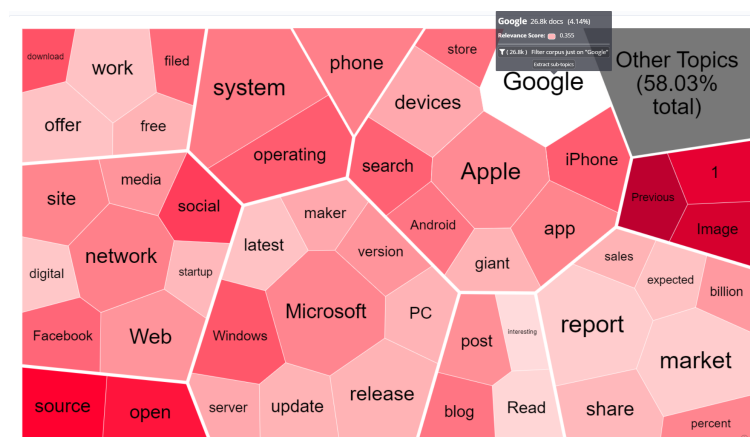 Google 26.8k docs (4.14%)
Relevance Score: 0.355
( 26.8k ) Filter corpus just on "Google"
Extract sub-topics
download
work
filed
offer
free
system
phone
operating
store
devices
Google
search
Apple
iPhone
Android
app
giant
Other Topics
(58.03%
total)
Previous
1
Image
site
media
social
network
digital
startup
Facebook
Web
latest
maker
version
Microsoft
PC
Windows
server
update
release
post
interesting
blog
Read
sales
expected
billion
report
market
share
percent
source
open